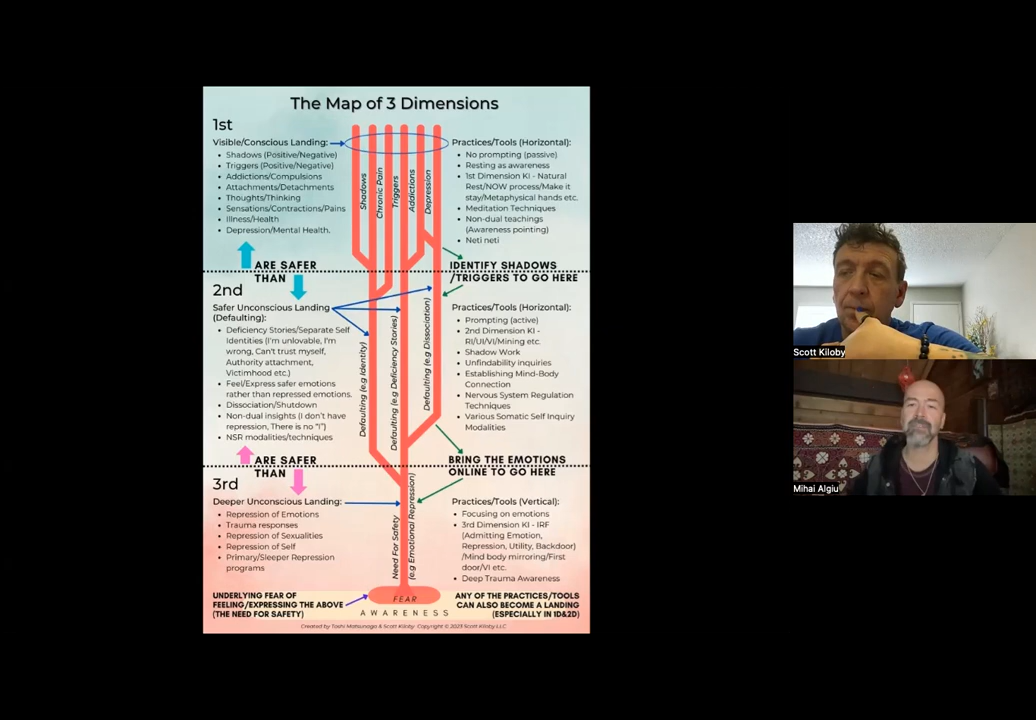 The Map of 3 Dimensions
1st
Visible/Conscious Landing:
Shadows (Positive/Negative)
Triggers (Positive/Negative)
Addictions/Compulsions
Attachments/Detachments
Thoughts/Thinking
Sensations/Contractions/Pains
Illness/Health
Depression/Mental Health.
Shadows
Chronic Pain
Triggers
Addictions
Depression
Practices/Tools (Horizontal):
No prompting (passive)
Resting as awareness
1st Dimension KI - Natural
Rest/NOW process/Make it
stay/Metaphysical hands etc.
Meditation Techniques
Non-dual teachings
(Awareness pointing)
Neti neti
ARE SAFER
THAN
IDENTIFY SHADOWS
/TRIGGERS TO GO HERE
2nd
Safer Unconscious Landing
(Defaulting):
Deficiency Stories/Separate Self
Identities (I'm unlovable, I'm
wrong, Can't trust myself,
Authority attachment,
Victimhood etc.)
Feel/Express safer emotions
rather than repressed emotions.
Dissociation/Shutdown
Non-dual insights (I don't have
repression, There is no "I")
NSR modalities/techniques
Defaulting (e.g Identity)
Defaulting (e.g Deficiency Stories)
Defaulting (e.g Dissociation)
Practices/Tools (Horizontal):
Prompting (active)
2nd Dimension KI -
RI/UI/VI/Mining etc.
Shadow Work
Unfindability inquiries
Establishing Mind-Body
Connection
Nervous System Regulation
Techniques
Various Somatic Self Inquiry
Modalities
ARE SAFER
THAN
BRING THE EMOTIONS
ONLINE TO GO HERE
3rd
Deeper Unconscious Landing:
Repression of Emotions
Trauma responses
Repression of Sexualities
Repression of Self
Primary/Sleeper Repression
programs
Need For Safety
(e.g Emotional Repression)
Practices/Tools (Vertical):
Focusing on emotions
3rd Dimension KI - IRF
(Admitting Emotion,
Repression, Utility, Backdoor)
/Mind body mirroring/First
door/VI etc.
Deep Trauma Awareness
UNDERLYING FEAR OF
FEELING/EXPRESSING THE ABOVE
(THE NEED FOR SAFETY)
FEAR
AWARENESS
ANY OF THE PRACTICES/TOOLS
CAN ALSO BECOME A LANDING
(ESPECIALLY IN 1D&2D)
Created by Toshi Matsunaga & Scott Kiloby Copyright © 2023 Scott Kiloby LLC
Scott Kiloby
Mihai Algiu